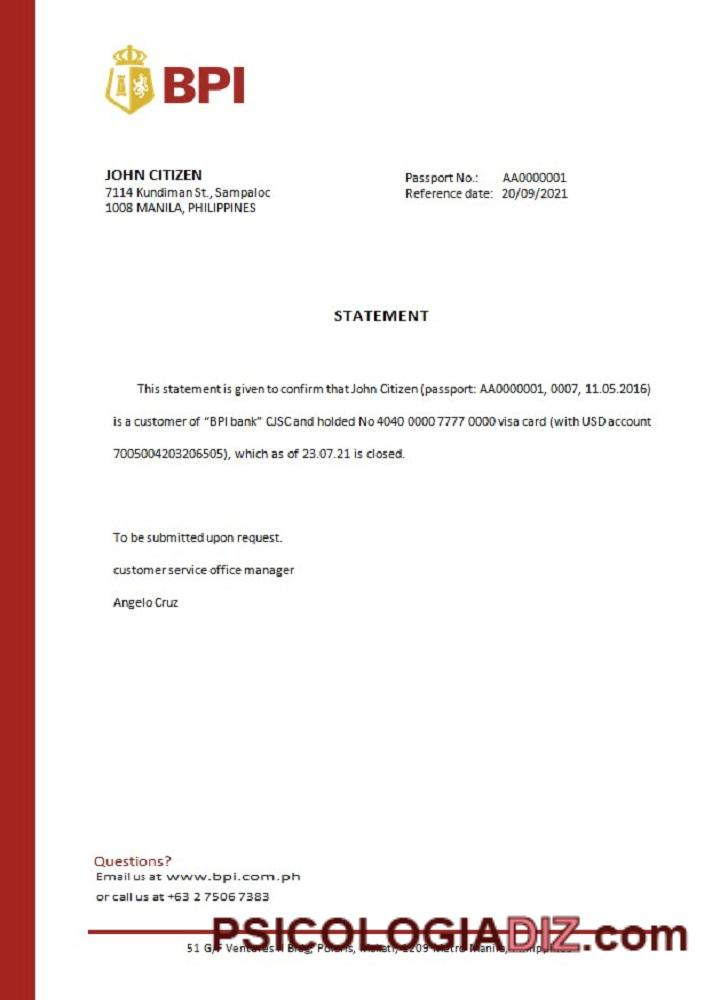 BPI
JOHN CITIZEN
7114 Kundiman St., Sampaloc
1008 MANILA, PHILIPPINES
Passport No.: AA0000001
Reference date: 20/09/2021
STATEMENT
This statement is given to confirm that John Citizen (passport: AA0000001, 0007, 11.05.2016)
is a customer of “BPI bank” CJSC and holded No 4040 0000 7777 0000 visa card (with USD account
7005004203206505), which as of 23.07.21 is closed.
To be submitted upon request.
customer service office manager
Angelo Cruz
Questions?
Email us at www.bpi.com.ph
or call us at +63 2 7506 7383
PSICOLOGIADIZ.com
51 G/F Ventures Bldg, Makati, 1209 Metro Manila,